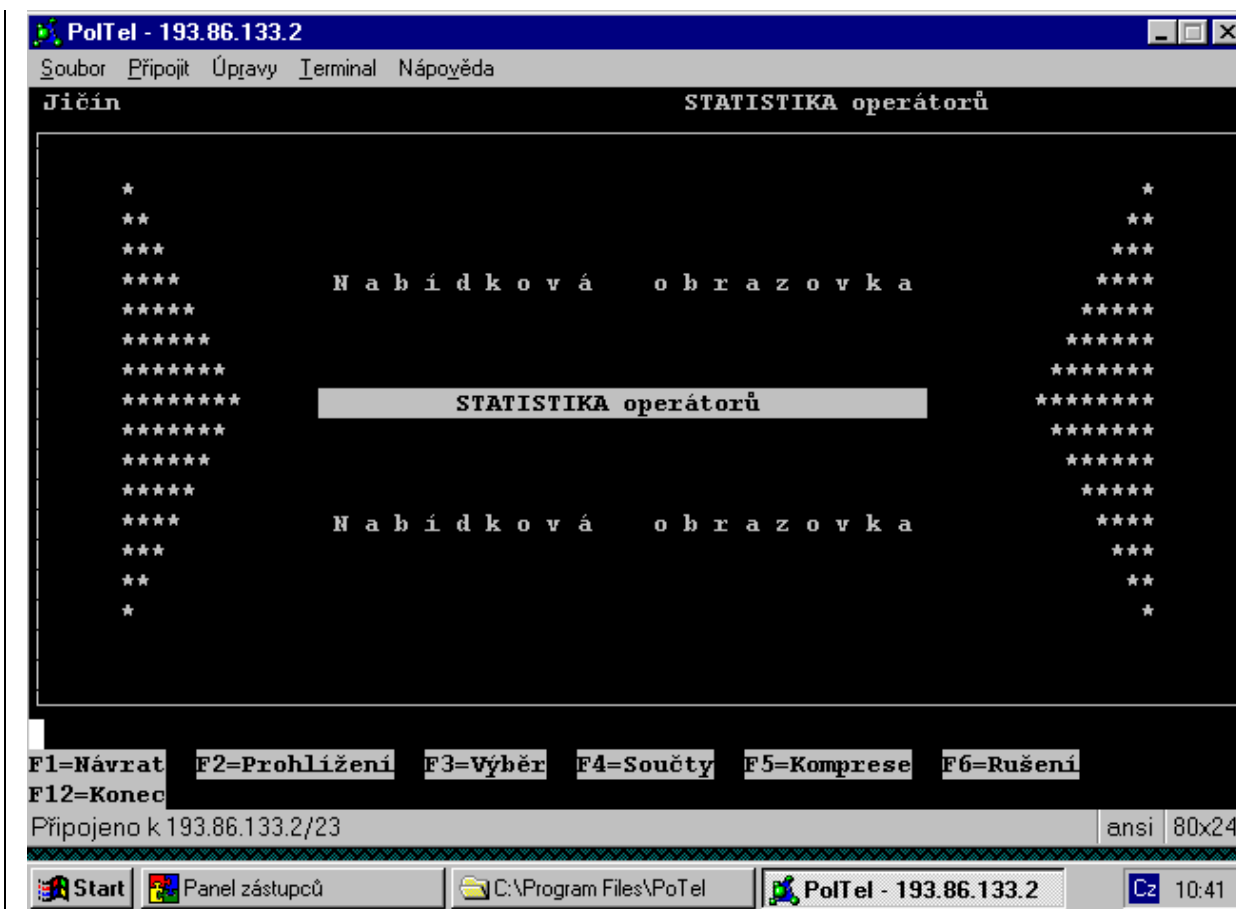 PolTel - 193.86.133.2
Soubor Připojit Úpravy Terminal Nápověda
Jičín STATISTIKA operátorů
* *
** **
*** ***
**** N a b í d k o v á o b r a z o v k a ****
***** *****
****** ******
******* *******
******** STATISTIKA operátorů ********
******* *******
****** ******
***** *****
**** N a b í d k o v á o b r a z o v k a ****
*** ***
** **
* *
F1=Návrat F2=Prohlížení F3=Výběr F4=Součty F5=Komprese F6=Rušení
F12=Konec
Připojeno k 193.86.133.2/23 ansi 80x24
Start Panel zástupců C:\Program Files\PoTel PolTel - 193.86.133.2 Cz 10:41